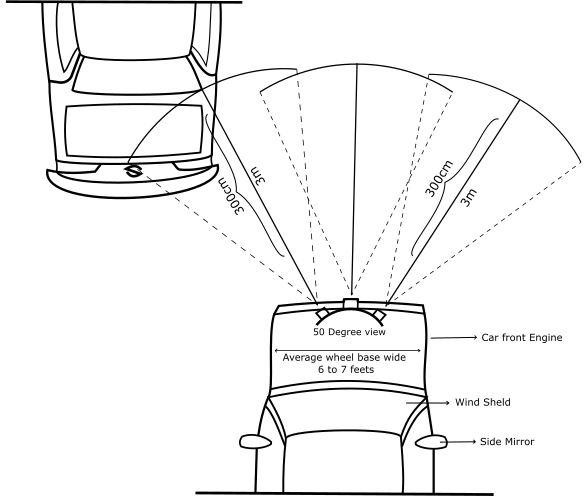 300cm
3m
300cm
3m
50 Degree view
Average wheel base wide
6 to 7 feets
Car front Engine
Wind Sheld
Side Mirror